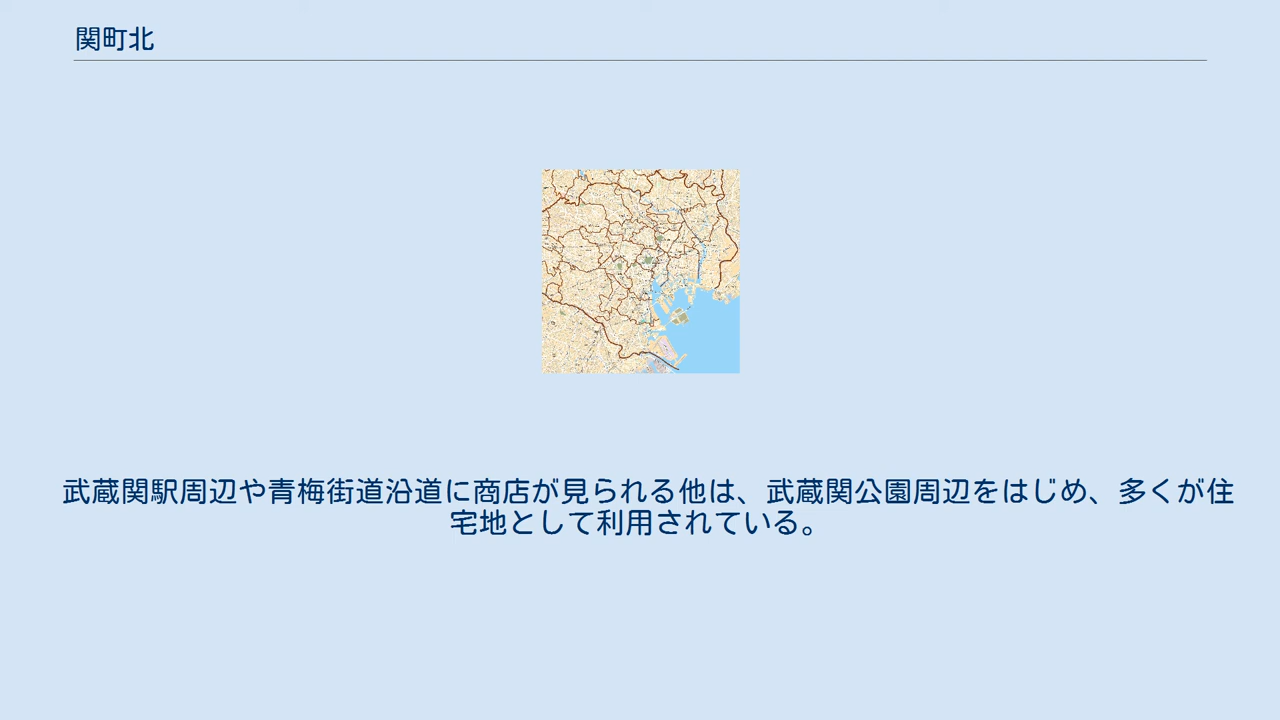 関町北
武蔵関駅周辺や青梅街道沿道に商店が見られる他は、武蔵関公園周辺をはじめ、多くが住
宅地として利用されている。